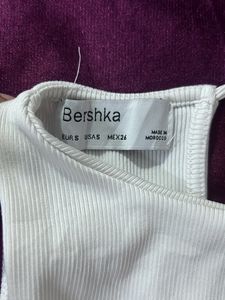 Bershka
EUR S USA S MEX 26
MADE IN
MOROCCO